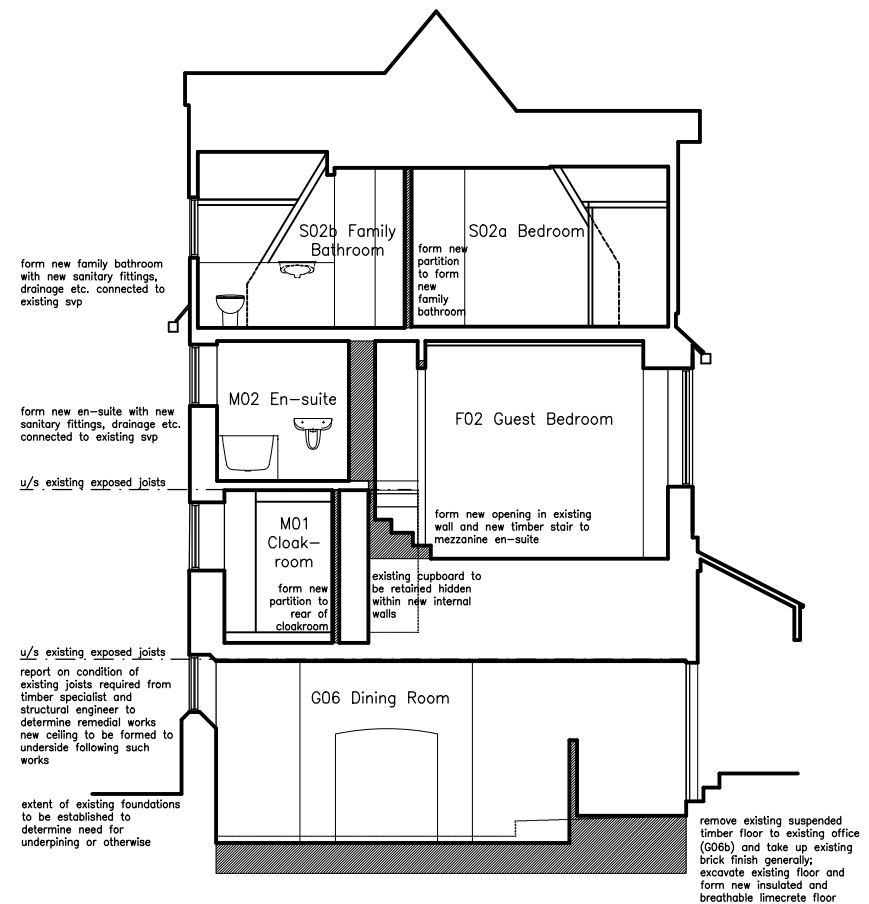 S02b Family
Bathroom
S02a Bedroom
form new
partition
to form
new
family
bathroom
form new family bathroom
with new sanitary fittings,
drainage etc. connected to
existing svp
M02 En-suite
F02 Guest Bedroom
form new en-suite with new
sanitary fittings, drainage etc.
connected to existing svp
u/s existing exposed joists
form new opening in existing
wall and new timber stair to
mezzanine en-suite
M01
Cloak-
room
form new
partition to
rear of
cloakroom
existing cupboard to
be retained hidden
within new internal
walls
u/s existing exposed joists
report on condition of
existing joists required from
timber specialist and
structural engineer to
determine remedial works
new ceiling to be formed to
underside following such
works
G06 Dining Room
extent of existing foundations
to be established to
determine need for
underpining or otherwise
remove existing suspended
timber floor to existing office
(G06b) and take up existing
brick finish generally;
excavate existing floor and
form new insulated and
breathable limecrete floor